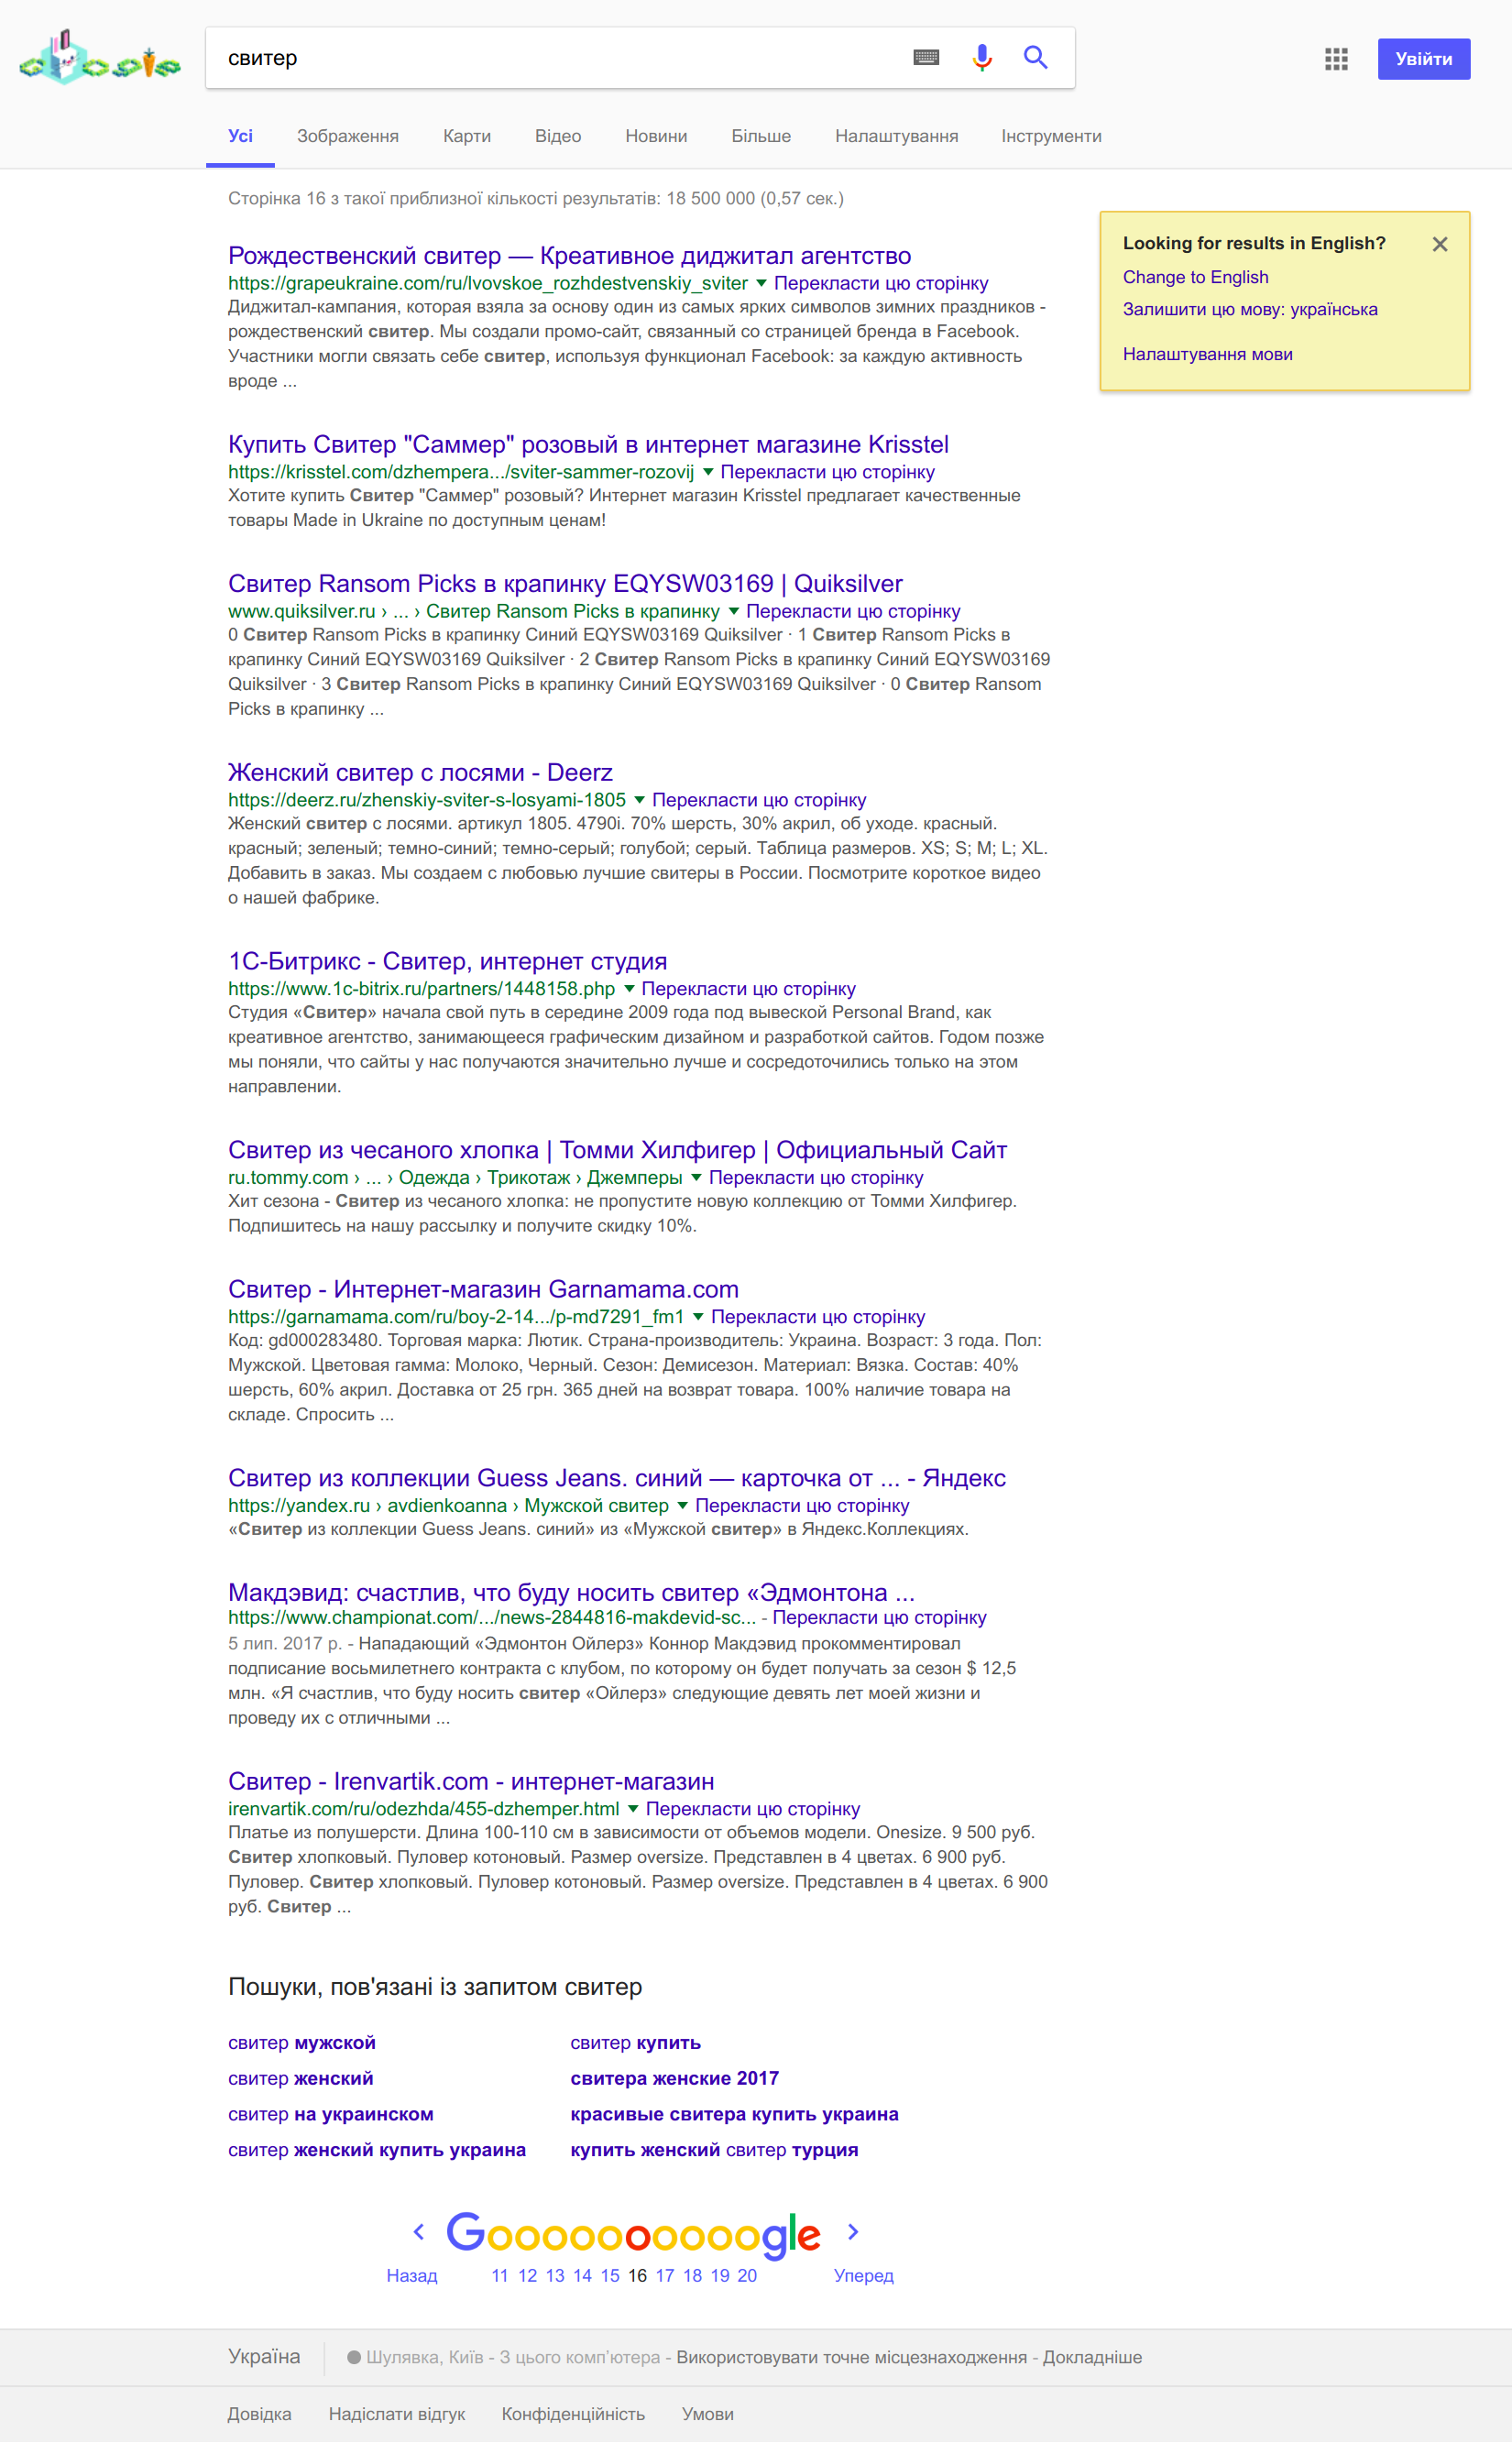 свитер
Увійти
Усі Зображення Карти Відео Новини Більше Налаштування Інструменти
Сторінка 16 з такої приблизної кількості результатів: 18 500 000 (0,57 сек.)
Looking for results in English?
Change to English
Залишити цю мову: українська
Налаштування мови
Рождественский свитер — Креативное диджитал агентство
https://grapeukraine.com/ru/lvovskoe_rozhdestvenskiy_sviter Перекласти цю сторінку
Диджитал-кампания, которая взяла за основу один из самых ярких символов зимних праздников -
рождественский свитер. Мы создали промо-сайт, связанный со страницей бренда в Facebook.
Участники могли связать себе свитер, используя функционал Facebook: за каждую активность
вроде ...
Купить Свитер "Саммер" розовый в интернет магазине Krisstel
https://krisstel.com/dzhempera.../sviter-sammer-rozovij Перекласти цю сторінку
Хотите купить Свитер "Саммер" розовый? Интернет магазин Krisstel предлагает качественные
товары Made in Ukraine по доступным ценам!
Свитер Ransom Picks в крапинку EQYSW03169 | Quiksilver
www.quiksilver.ru › ... › Свитер Ransom Picks в крапинку Перекласти цю сторінку
0 Свитер Ransom Picks в крапинку Синий EQYSW03169 Quiksilver · 1 Свитер Ransom Picks в
крапинку Синий EQYSW03169 Quiksilver · 2 Свитер Ransom Picks в крапинку Синий EQYSW03169
Quiksilver · 3 Свитер Ransom Picks в крапинку Синий EQYSW03169 Quiksilver · 0 Свитер Ransom
Picks в крапинку ...
Женский свитер с лосями - Deerz
https://deerz.ru/zhenskiy-sviter-s-losyami-1805 Перекласти цю сторінку
Женский свитер с лосями. артикул 1805. 4790i. 70% шерсть, 30% акрил, об уходе. красный.
красный; зеленый; темно-синий; темно-серый; голубой; серый. Таблица размеров. XS; S; M; L; XL.
Добавить в заказ. Мы создаем с любовью лучшие свитеры в России. Посмотрите короткое видео
о нашей фабрике.
1С-Битрикс - Свитер, интернет студия
https://www.1c-bitrix.ru/partners/1448158.php Перекласти цю сторінку
Студия «Свитер» начала свой путь в середине 2009 года под вывеской Personal Brand, как
креативное агентство, занимающееся графическим дизайном и разработкой сайтов. Годом позже
мы поняли, что сайты у нас получаются значительно лучше и сосредоточились только на этом
направлении.
Свитер из чесаного хлопка | Томми Хилфигер | Официальный Сайт
ru.tommy.com › ... › Одежда › Трикотаж › Джемперы Перекласти цю сторінку
Хит сезона - Свитер из чесаного хлопка: не пропустите новую коллекцию от Томми Хилфигер.
Подпишитесь на нашу рассылку и получите скидку 10%.
Свитер - Интернет-магазин Garnamama.com
https://garnamama.com/ru/boy-2-14.../p-md7291_fm1 Перекласти цю сторінку
Код: gd000283480. Торговая марка: Лютик. Страна-производитель: Украина. Возраст: 3 года. Пол:
Мужской. Цветовая гамма: Молоко, Черный. Сезон: Демисезон. Материал: Вязка. Состав: 40%
шерсть, 60% акрил. Доставка от 25 грн. 365 дней на возврат товара. 100% наличие товара на
складе. Спросить ...
Свитер из коллекции Guess Jeans. синий — карточка от ... - Яндекс
https://yandex.ru › avdienkoanna › Мужской свитер Перекласти цю сторінку
«Свитер из коллекции Guess Jeans. синий» из «Мужской свитер» в Яндекс.Коллекциях.
Макдэвид: счастлив, что буду носить свитер «Эдмонтона ...
https://www.championat.com/.../news-2844816-makdevid-sc... - Перекласти цю сторінку
5 лип. 2017 р. - Нападающий «Эдмонтон Ойлерз» Коннор Макдэвид прокомментировал
подписание восьмилетнего контракта с клубом, по которому он будет получать за сезон $ 12,5
млн. «Я счастлив, что буду носить свитер «Ойлерз» следующие девять лет моей жизни и
проведу их с отличными ...
Свитер - Irenvartik.com - интернет-магазин
irenvartik.com/ru/odezhda/455-dzhemper.html Перекласти цю сторінку
Платье из полушерсти. Длина 100-110 см в зависимости от объемов модели. Onesize. 9 500 руб.
Свитер хлопковый. Пуловер котоновый. Размер oversize. Представлен в 4 цветах. 6 900 руб.
Пуловер. Свитер хлопковый. Пуловер котоновый. Размер oversize. Представлен в 4 цветах. 6 900
руб. Свитер ...
Пошуки, пов'язані із запитом свитер
свитер мужской свитер купить
свитер женский свитера женские 2017
свитер на украинском красивые свитера купить украина
свитер женский купить украина купить женский свитер турция
Goooooooooogle
Назад 11 12 13 14 15 16 17 18 19 20 Уперед
Україна Шулявка, Київ - З цього комп'ютера - Використовувати точне місцезнаходження - Докладніше
Довідка Надіслати відгук Конфіденційність Умови